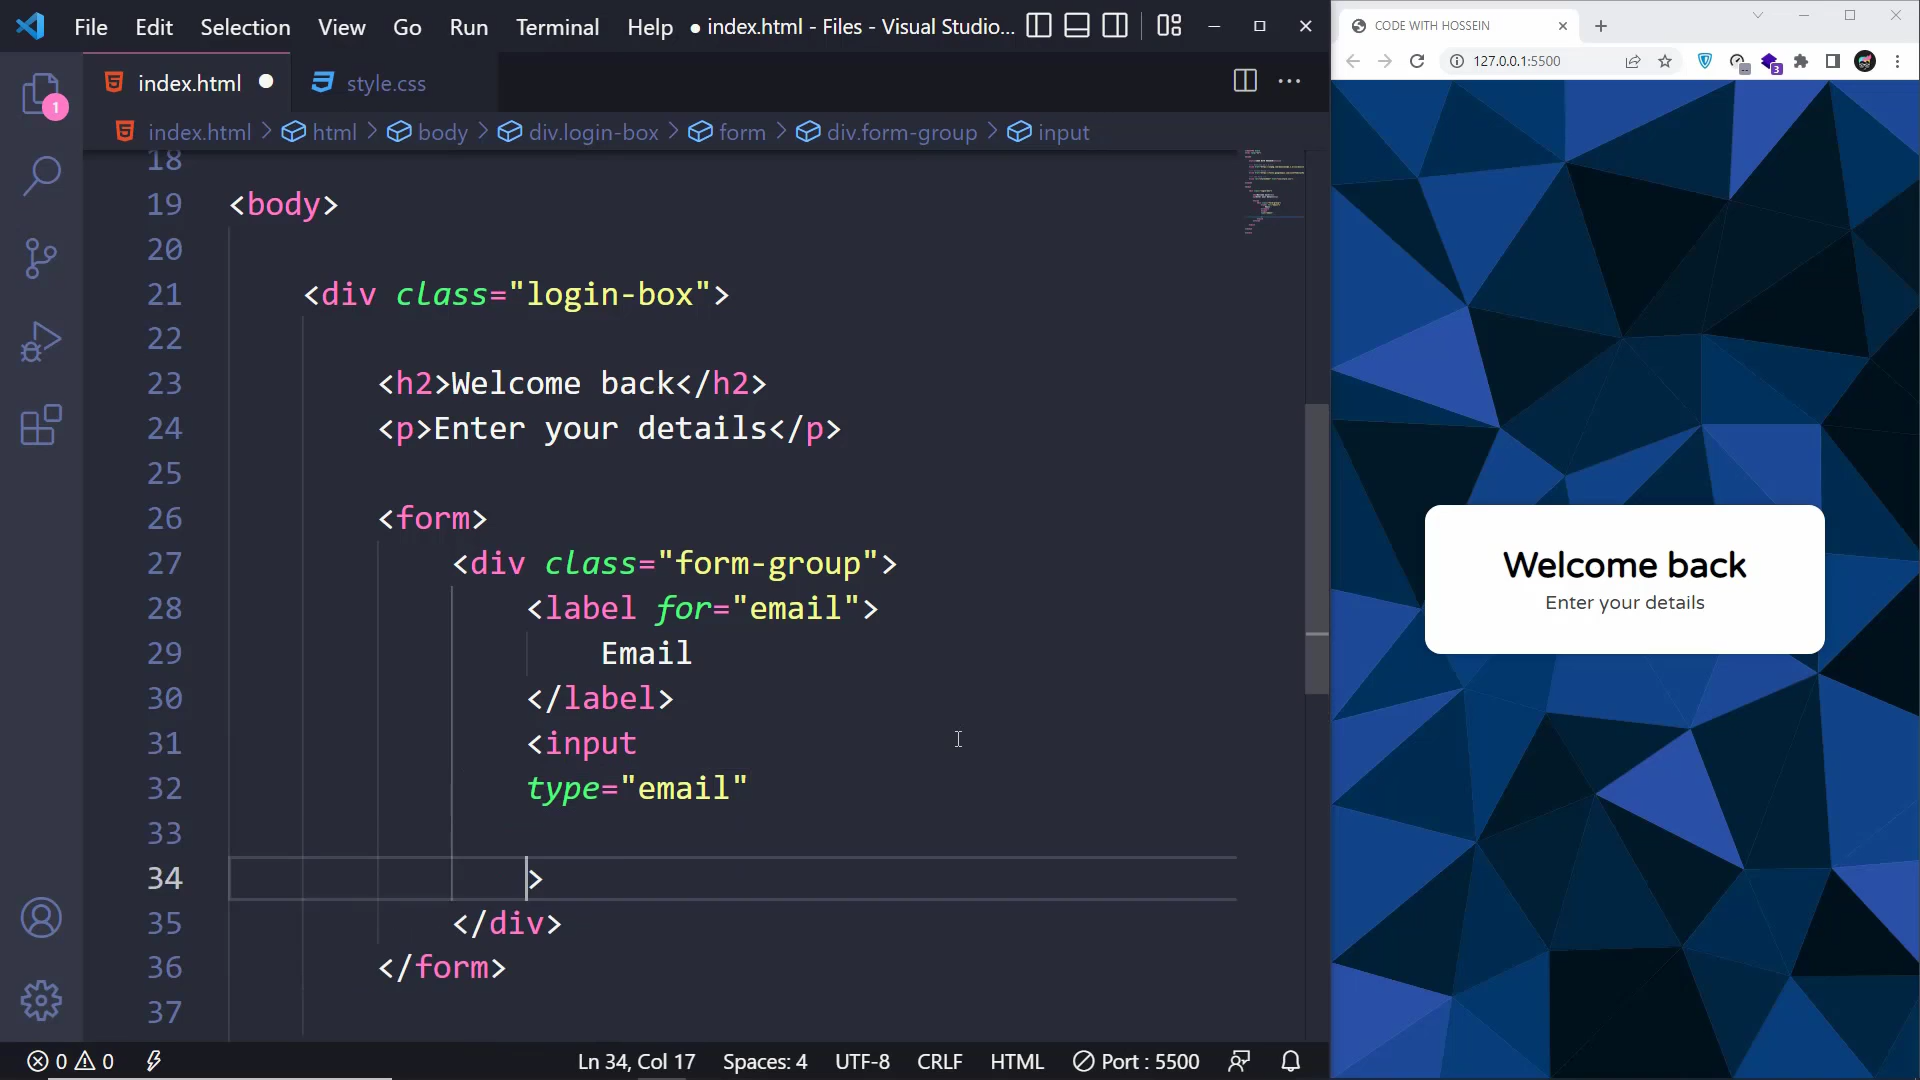 File Edit Selection View Go Run Terminal Help ● index.html - Files - Visual Studio...
index.html ● style.css
index.html > html > body > div.login-box > form > div.form-group > input
18
19 <body>
20
21 <div class="login-box">
22
23 <h2>Welcome back</h2>
24 <p>Enter your details</p>
25
26 <form>
27 <div class="form-group">
28 <label for="email">
29 Email
30 </label>
31 <input
32 type="email"
33
34 >
35 </div>
36 </form>
37
1
0 0 Ln 34, Col 17 Spaces: 4 UTF-8 CRLF HTML Port : 5500
CODE WITH HOSSEIN
127.0.0.1:5500
3
Welcome back
Enter your details